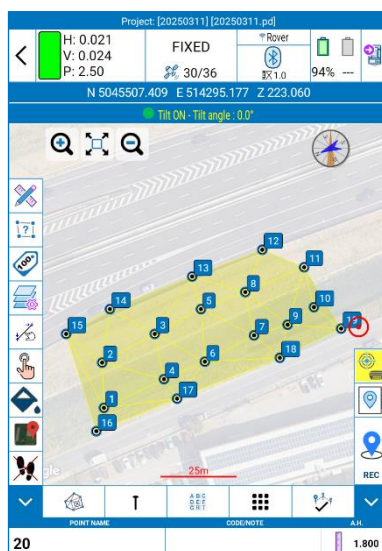 Project: [20250311] [20250311.pd]
H: 0.021
V: 0.024
P: 2.50
FIXED
30/36
Rover
1.0
94%
---
N 5045507.409 E 514295.177 Z 223.060
Tilt ON - Tilt angle : 0.0°
100°
12
11
13
8
14
5
10
15
3
9
7
2
6
18
4
17
1
16
25m
REC
A B C
D E F
G H I
POINT NAME
CODE/NOTE
A.H.
20
1.800